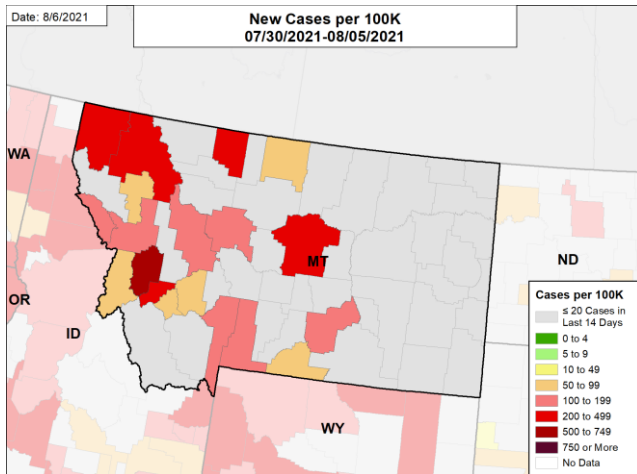 Date: 8/6/2021
New Cases per 100K
07/30/2021-08/05/2021
WA
MT
ND
OR
ID
WY
Cases per 100K
≤ 20 Cases in
Last 14 Days
0 to 4
5 to 9
10 to 49
50 to 99
100 to 199
200 to 499
500 to 749
750 or More
No Data